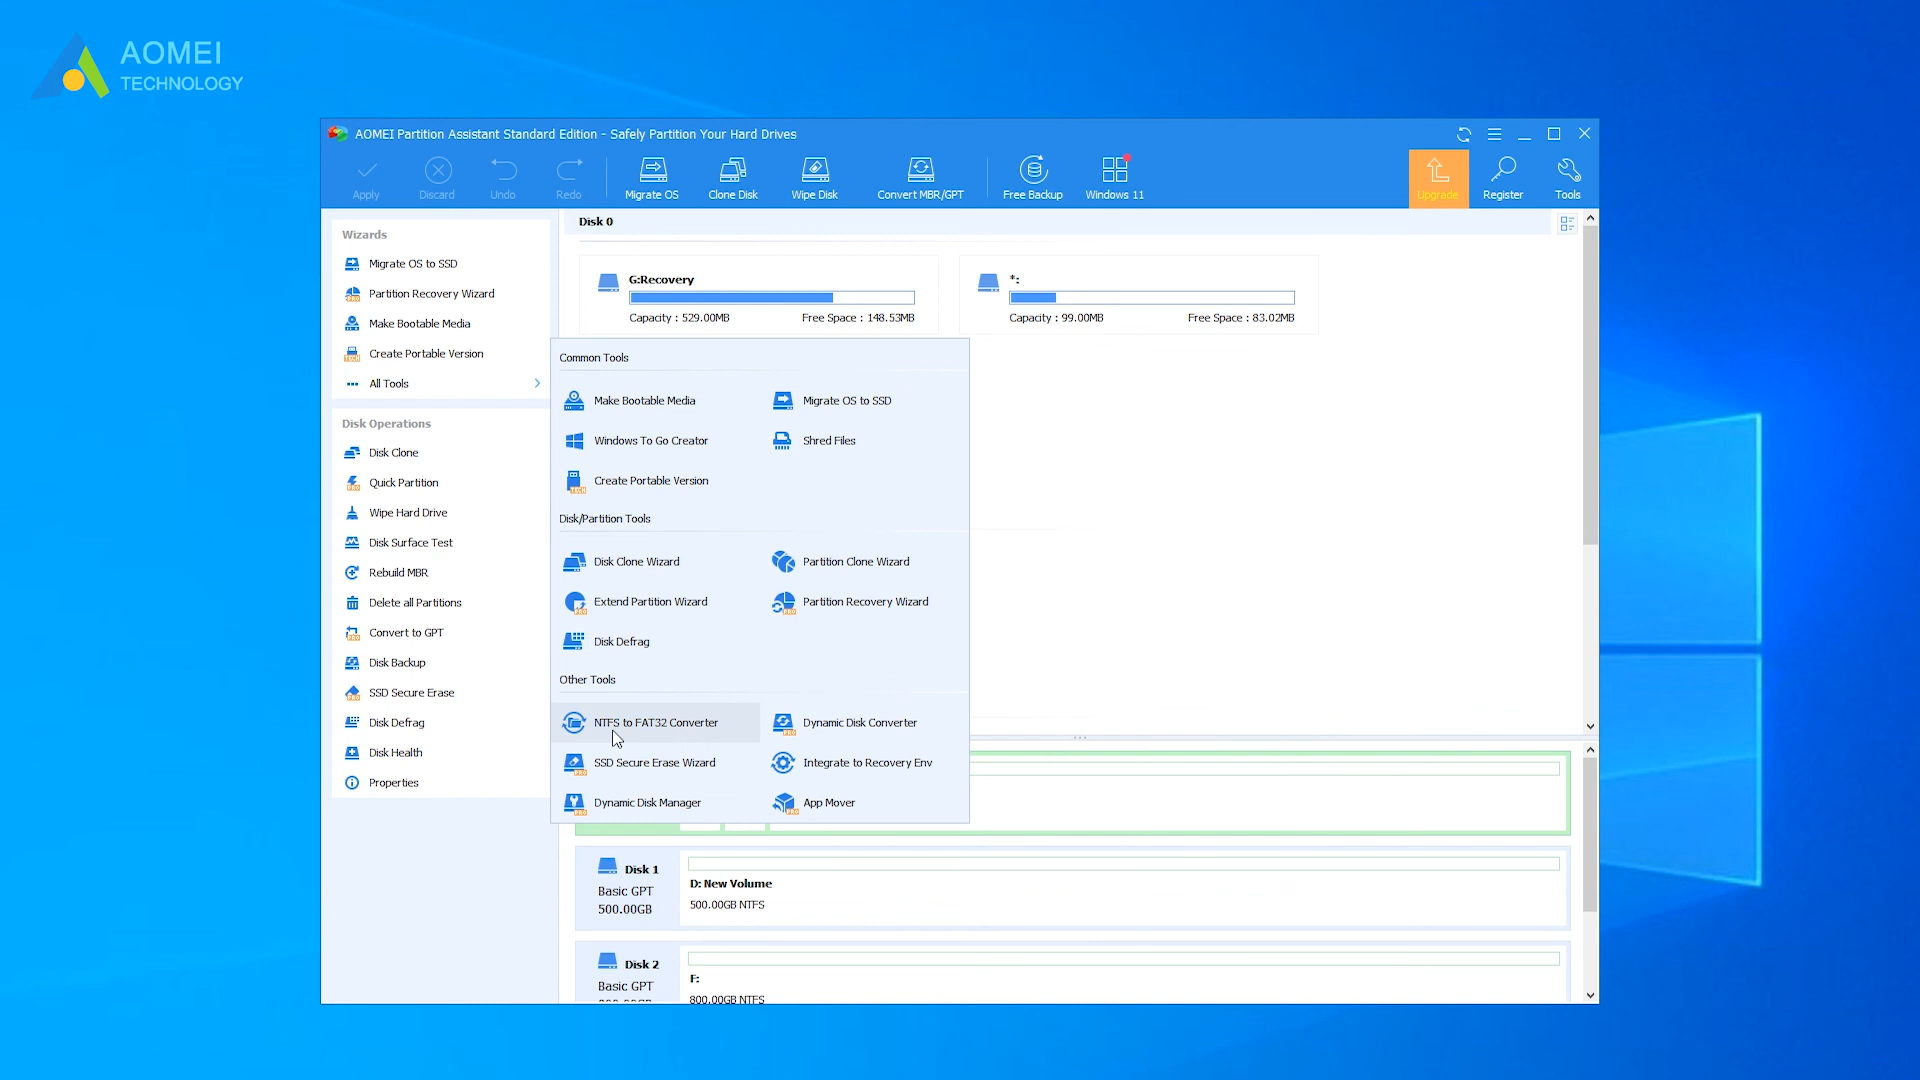 AOMEI
TECHNOLOGY
AOMEI Partition Assistant Standard Edition - Safely Partition Your Hard Drives
Apply
Discard
Undo
Redo
Migrate OS
Clone Disk
Wipe Disk
Convert MBR/GPT
Free Backup
Windows 11
Upgrade
Register
Tools
Wizards
Migrate OS to SSD
Partition Recovery Wizard
Make Bootable Media
Create Portable Version
All Tools
Disk Operations
Disk Clone
Quick Partition
Wipe Hard Drive
Disk Surface Test
Rebuild MBR
Delete all Partitions
Convert to GPT
Disk Backup
SSD Secure Erase
Disk Defrag
Disk Health
Properties
Disk 0
G:Recovery
Capacity : 529.00MB
Free Space : 148.53MB
*:
Capacity : 99.00MB
Free Space : 83.02MB
Common Tools
Make Bootable Media
Migrate OS to SSD
Windows To Go Creator
Shred Files
Create Portable Version
Disk/Partition Tools
Disk Clone Wizard
Partition Clone Wizard
Extend Partition Wizard
Partition Recovery Wizard
Disk Defrag
Other Tools
NTFS to FAT32 Converter
Dynamic Disk Converter
SSD Secure Erase Wizard
Integrate to Recovery Env
Dynamic Disk Manager
App Mover
Disk 1
Basic GPT
500.00GB
D: New Volume
500.00GB NTFS
Disk 2
Basic GPT
F:
800.00GB NTFS